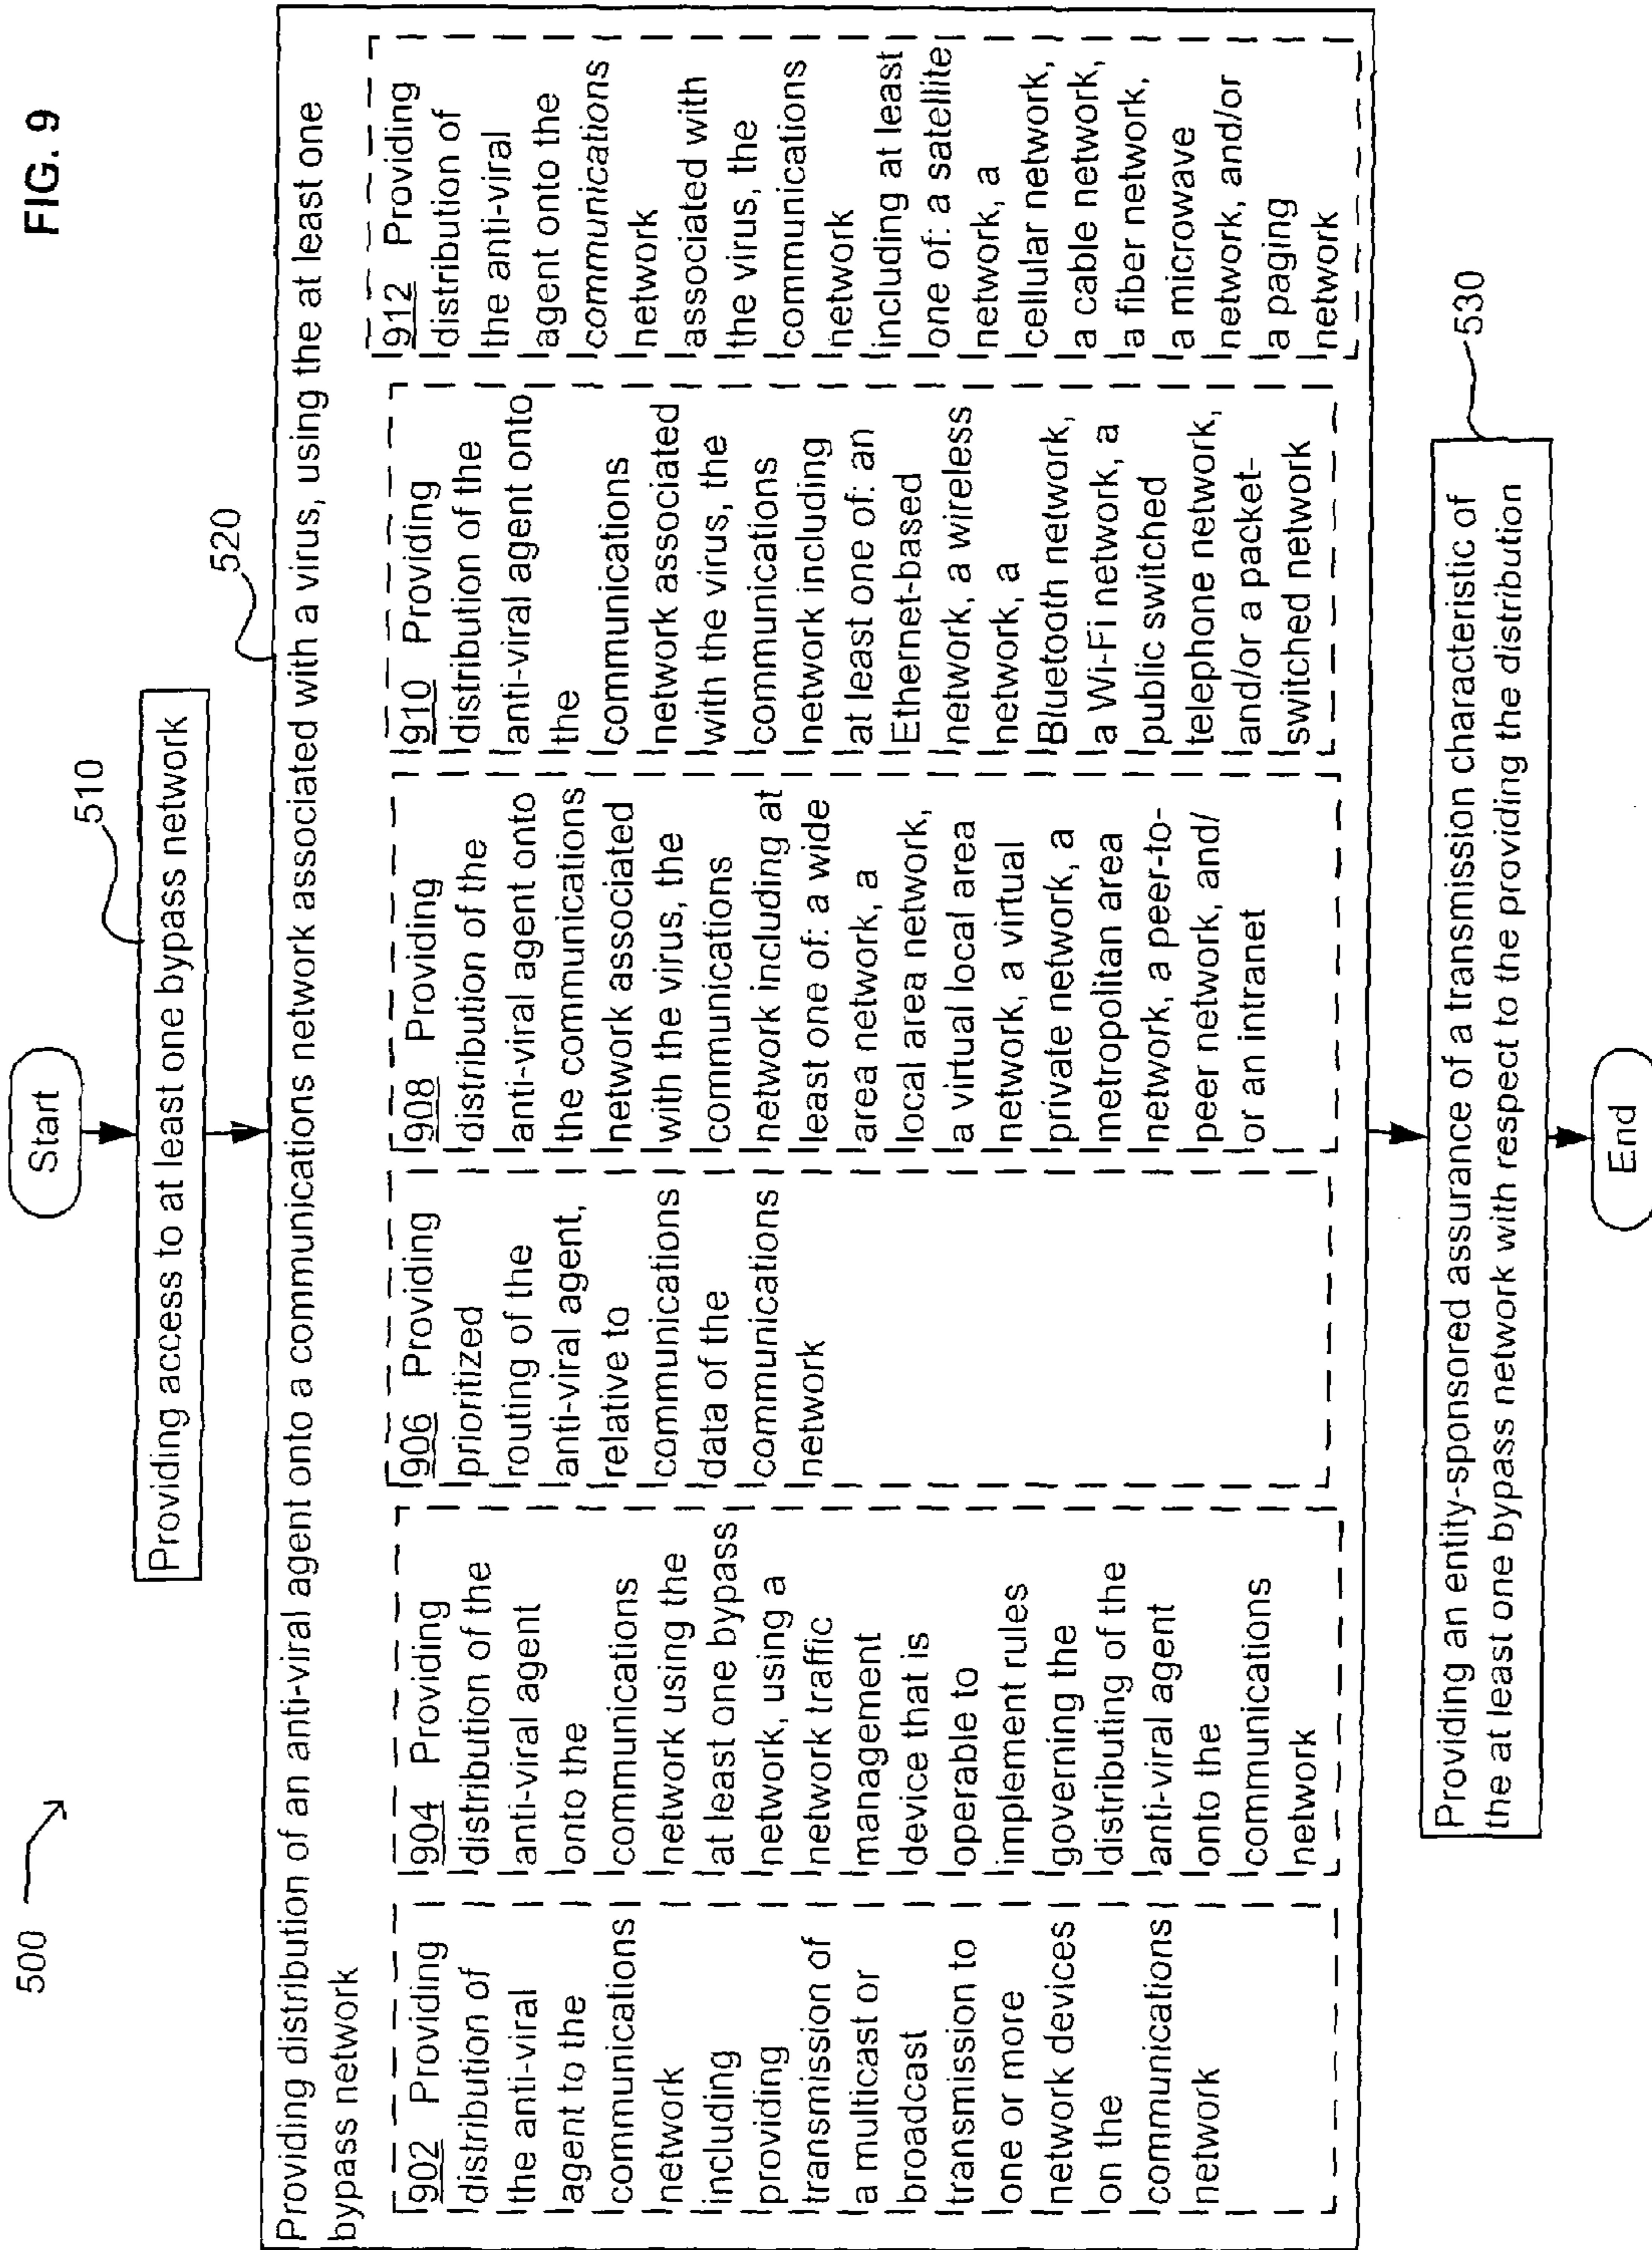 FIG. 9
500
Start
510
Providing access to at least one bypass network
520
Providing distribution of an anti-viral agent onto a communications network associated with a virus, using the at least one
bypass network
902 Providing
distribution of
the anti-viral
agent to the
communications
network
including
providing
transmission of
a multicast or
broadcast
transmission to
one or more
network devices
on the
communications
network
904 Providing
distribution of the
anti-viral agent
onto the
communications
network using the
at least one bypass
network, using a
network traffic
management
device that is
operable to
implement rules
governing the
distributing of the
anti-viral agent
onto the
communications
network
906 Providing
prioritized
routing of the
anti-viral agent,
relative to
communications
data of the
communications
network
908 Providing
distribution of the
anti-viral agent onto
the communications
network associated
with the virus, the
communications
network including at
least one of: a wide
area network, a
local area network,
a virtual local area
network, a virtual
private network, a
metropolitan area
network, a peer-to-
peer network, and/
or an intranet
910 Providing
distribution of the
anti-viral agent onto
the
communications
network associated
with the virus, the
communications
network including
at least one of: an
Ethernet-based
network, a wireless
network, a
Bluetooth network,
a Wi-Fi network, a
public switched
telephone network,
and/or a packet-
switched network
912 Providing
distribution of
the anti-viral
agent onto the
communications
network
associated with
the virus, the
communications
network
including at least
one of: a satellite
network, a
cellular network,
a cable network,
a fiber network,
a microwave
network, and/or
a paging
network
530
Providing an entity-sponsored assurance of a transmission characteristic of
the at least one bypass network with respect to the providing the distribution
End